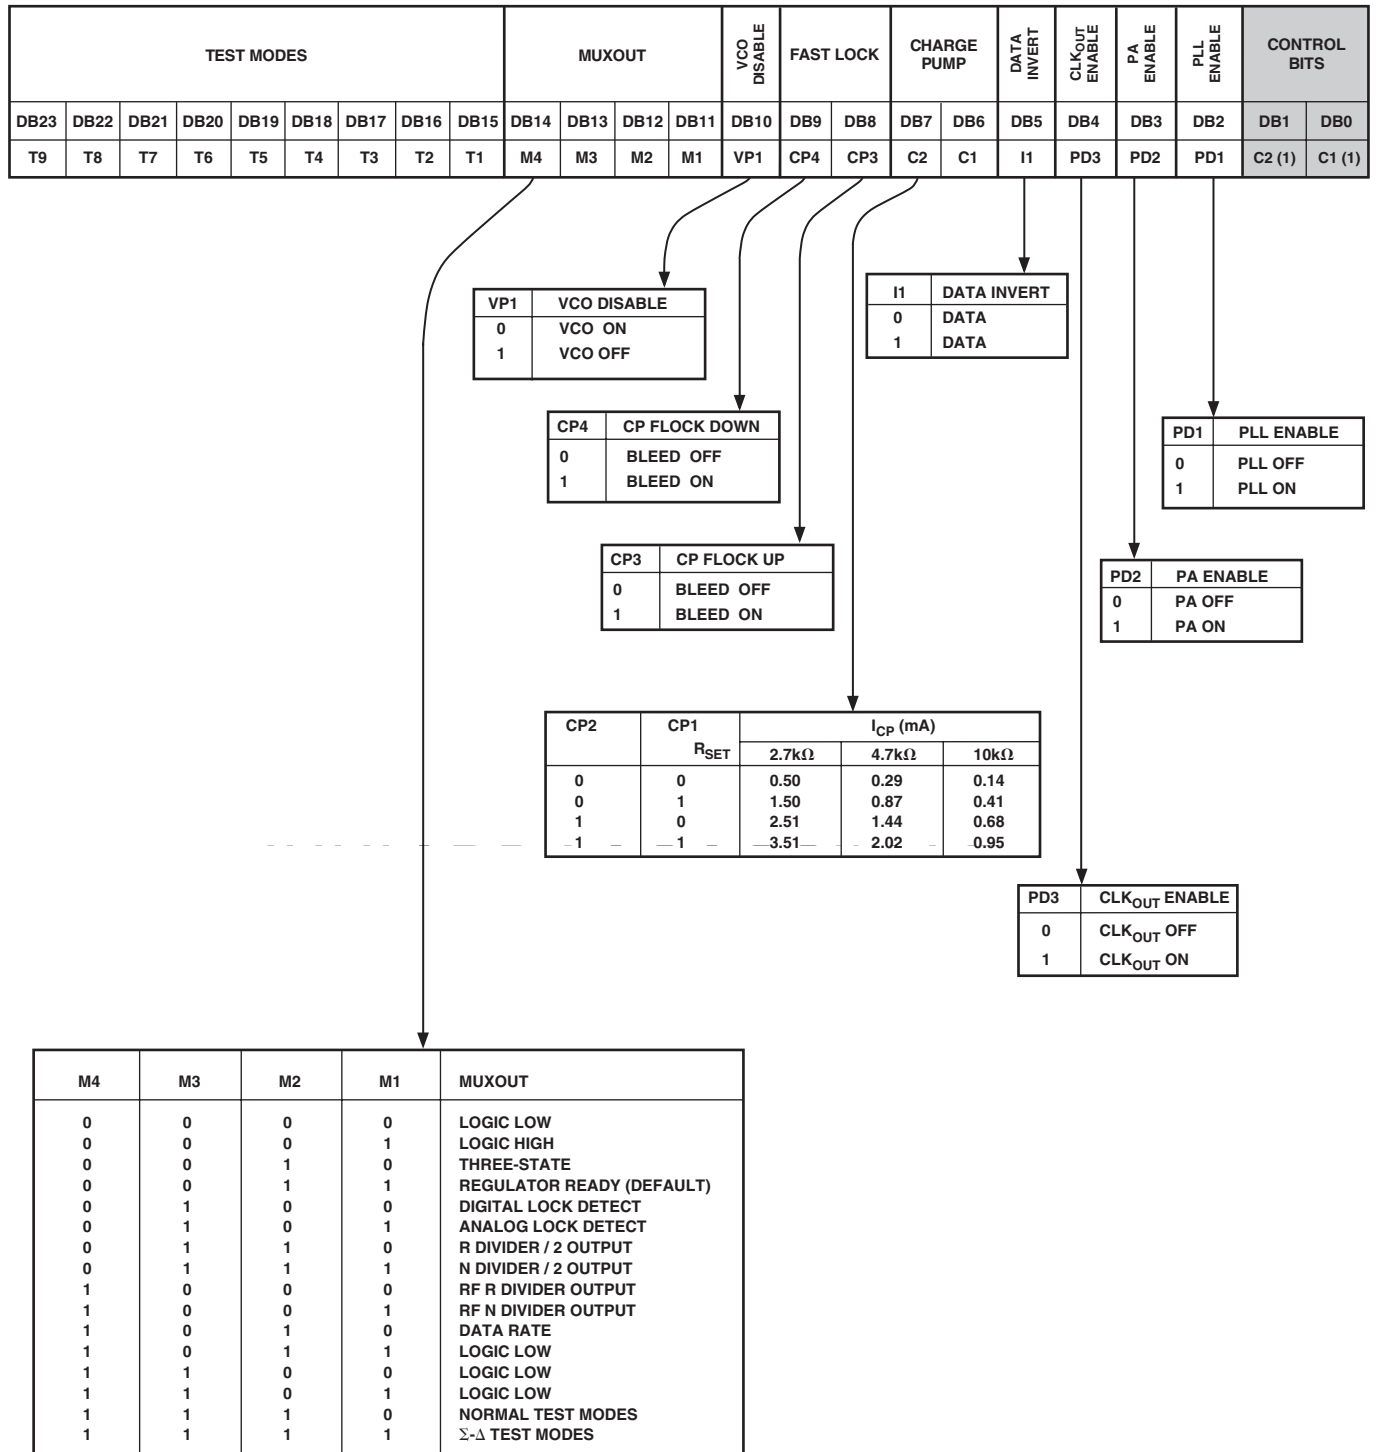 TEST MODES MUXOUT VCO DISABLE FAST LOCK CHARGE PUMP DATA INVERT CLKOUT ENABLE PA ENABLE PLL ENABLE CONTROL BITS
DB23 DB22 DB21 DB20 DB19 DB18 DB17 DB16 DB15 DB14 DB13 DB12 DB11 DB10 DB9 DB8 DB7 DB6 DB5 DB4 DB3 DB2 DB1 DB0
T9 T8 T7 T6 T5 T4 T3 T2 T1 M4 M3 M2 M1 VP1 CP4 CP3 C2 C1 I1 PD3 PD2 PD1 C2 (1) C1 (1)
VP1 VCO DISABLE
0 VCO ON
1 VCO OFF
I1 DATA INVERT
0 DATA
1 DATA
CP4 CP FLOCK DOWN
0 BLEED OFF
1 BLEED ON
PD1 PLL ENABLE
0 PLL OFF
1 PLL ON
CP3 CP FLOCK UP
0 BLEED OFF
1 BLEED ON
PD2 PA ENABLE
0 PA OFF
1 PA ON
CP2 CP1 ICP (mA)
RSET 2.7kΩ 4.7kΩ 10kΩ
0 0 0.50 0.29 0.14
0 1 1.50 0.87 0.41
1 0 2.51 1.44 0.68
1 1 3.51 2.02 0.95
PD3 CLKOUT ENABLE
0 CLKOUT OFF
1 CLKOUT ON
M4 M3 M2 M1 MUXOUT
0 0 0 0 LOGIC LOW
0 0 0 1 LOGIC HIGH
0 0 1 0 THREE-STATE
0 0 1 1 REGULATOR READY (DEFAULT)
0 1 0 0 DIGITAL LOCK DETECT
0 1 0 1 ANALOG LOCK DETECT
0 1 1 0 R DIVIDER / 2 OUTPUT
0 1 1 1 N DIVIDER / 2 OUTPUT
1 0 0 0 RF R DIVIDER OUTPUT
1 0 0 1 RF N DIVIDER OUTPUT
1 0 1 0 DATA RATE
1 0 1 1 LOGIC LOW
1 1 0 0 LOGIC LOW
1 1 0 1 LOGIC LOW
1 1 1 0 NORMAL TEST MODES
1 1 1 1 Σ-Δ TEST MODES